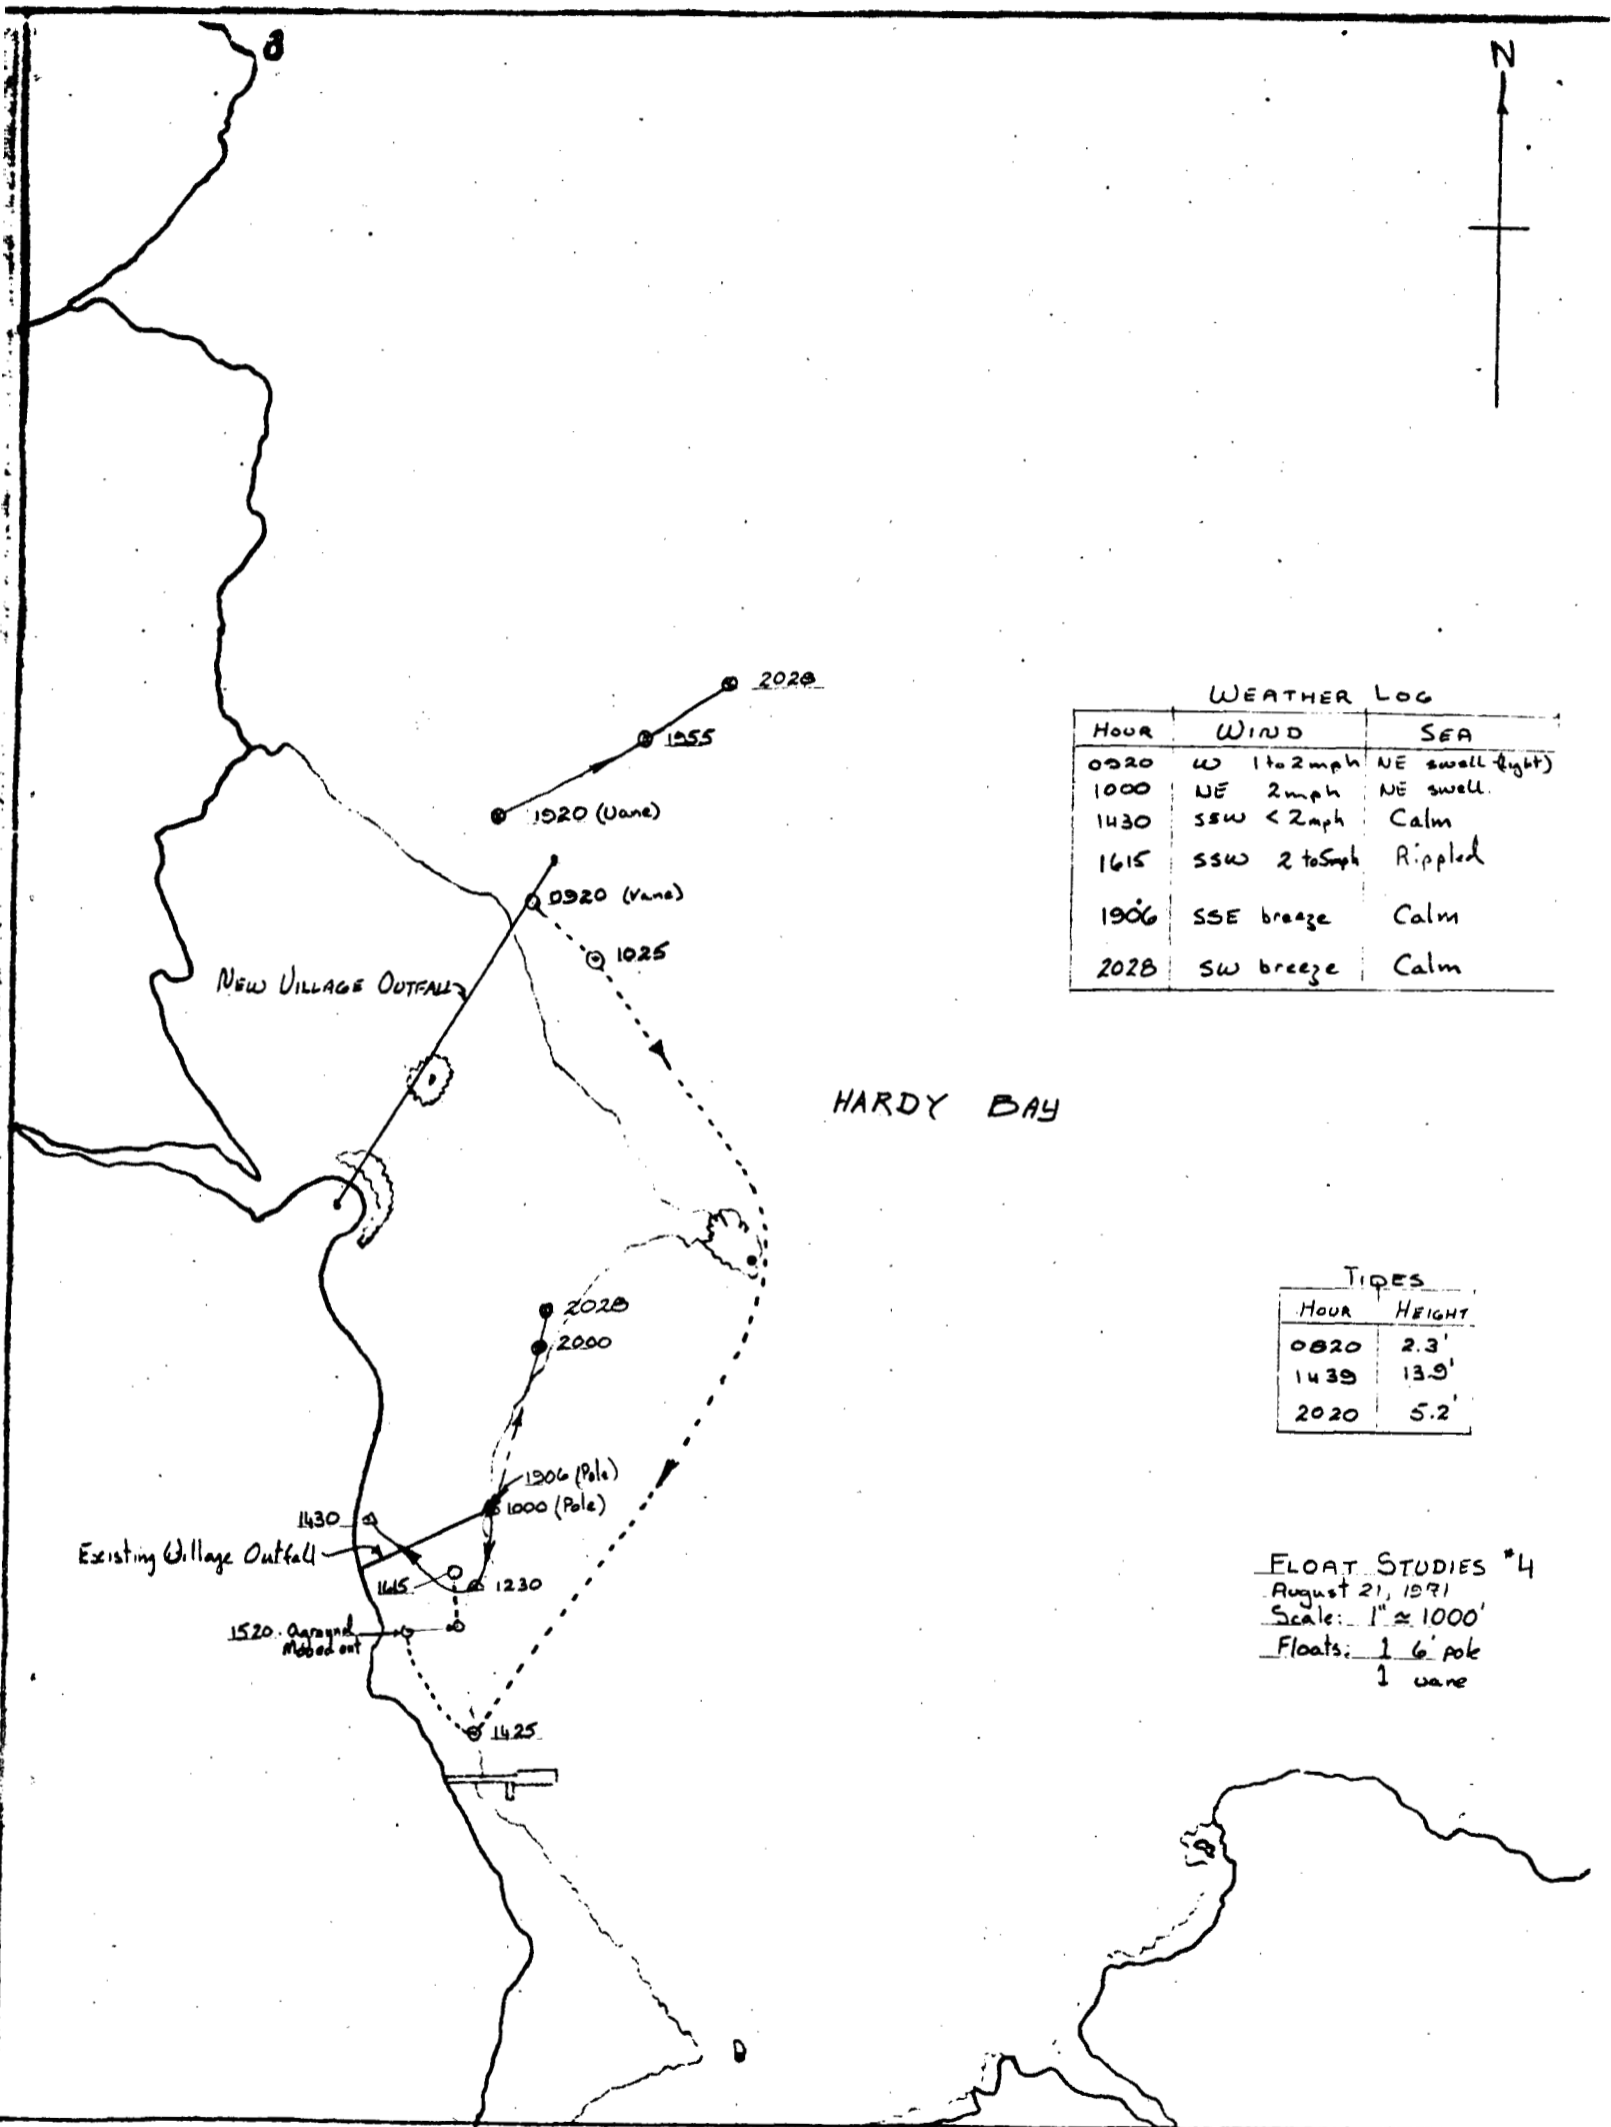 N
2028
1955
1920 (Vane)
0920 (Vane)
1025
NEW VILLAGE OUTFALL
HARDY BAY
WEATHER LOG
HOUR WIND SEA
0920 W 1 to 2 mph NE swell (light)
1000 NE 2 mph NE swell.
1430 SSW < 2 mph Calm
1615 SSW 2 to 5 mph Rippled
1906 SSE breeze Calm
2028 SW breeze Calm
TIDES
HOUR HEIGHT
0820 2.3'
1439 13.9'
2020 5.2'
2028
2000
1906 (Pole)
1000 (Pole)
1430
Existing Village Outfall
1615
1230
1520 Aground
Moved out
1425
FLOAT STUDIES #4
August 21, 1971
Scale: 1" ≈ 1000'
Floats: 1 6' pole
1 vane